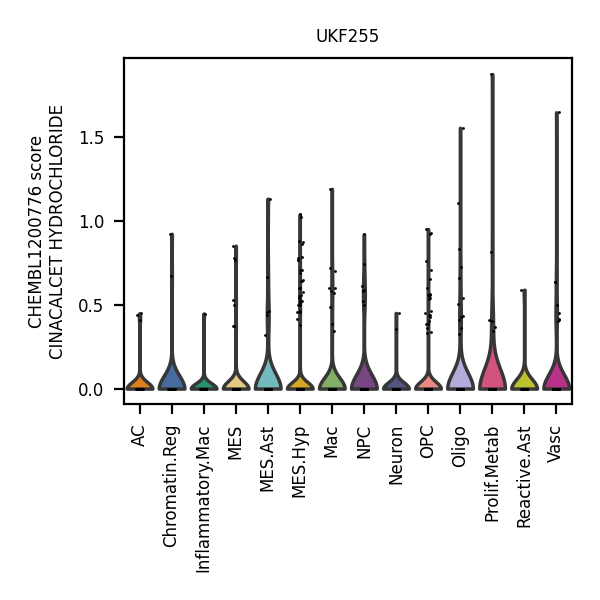 UKF255
CHEMBL1200776 score
CINACALCET HYDROCHLORIDE
1.5
1.0
0.5
0.0
AC
Chromatin.Reg
Inflammatory.Mac
MES
MES.Ast
MES.Hyp
Mac
NPC
Neuron
OPC
Oligo
Prolif.Metab
Reactive.Ast
Vasc